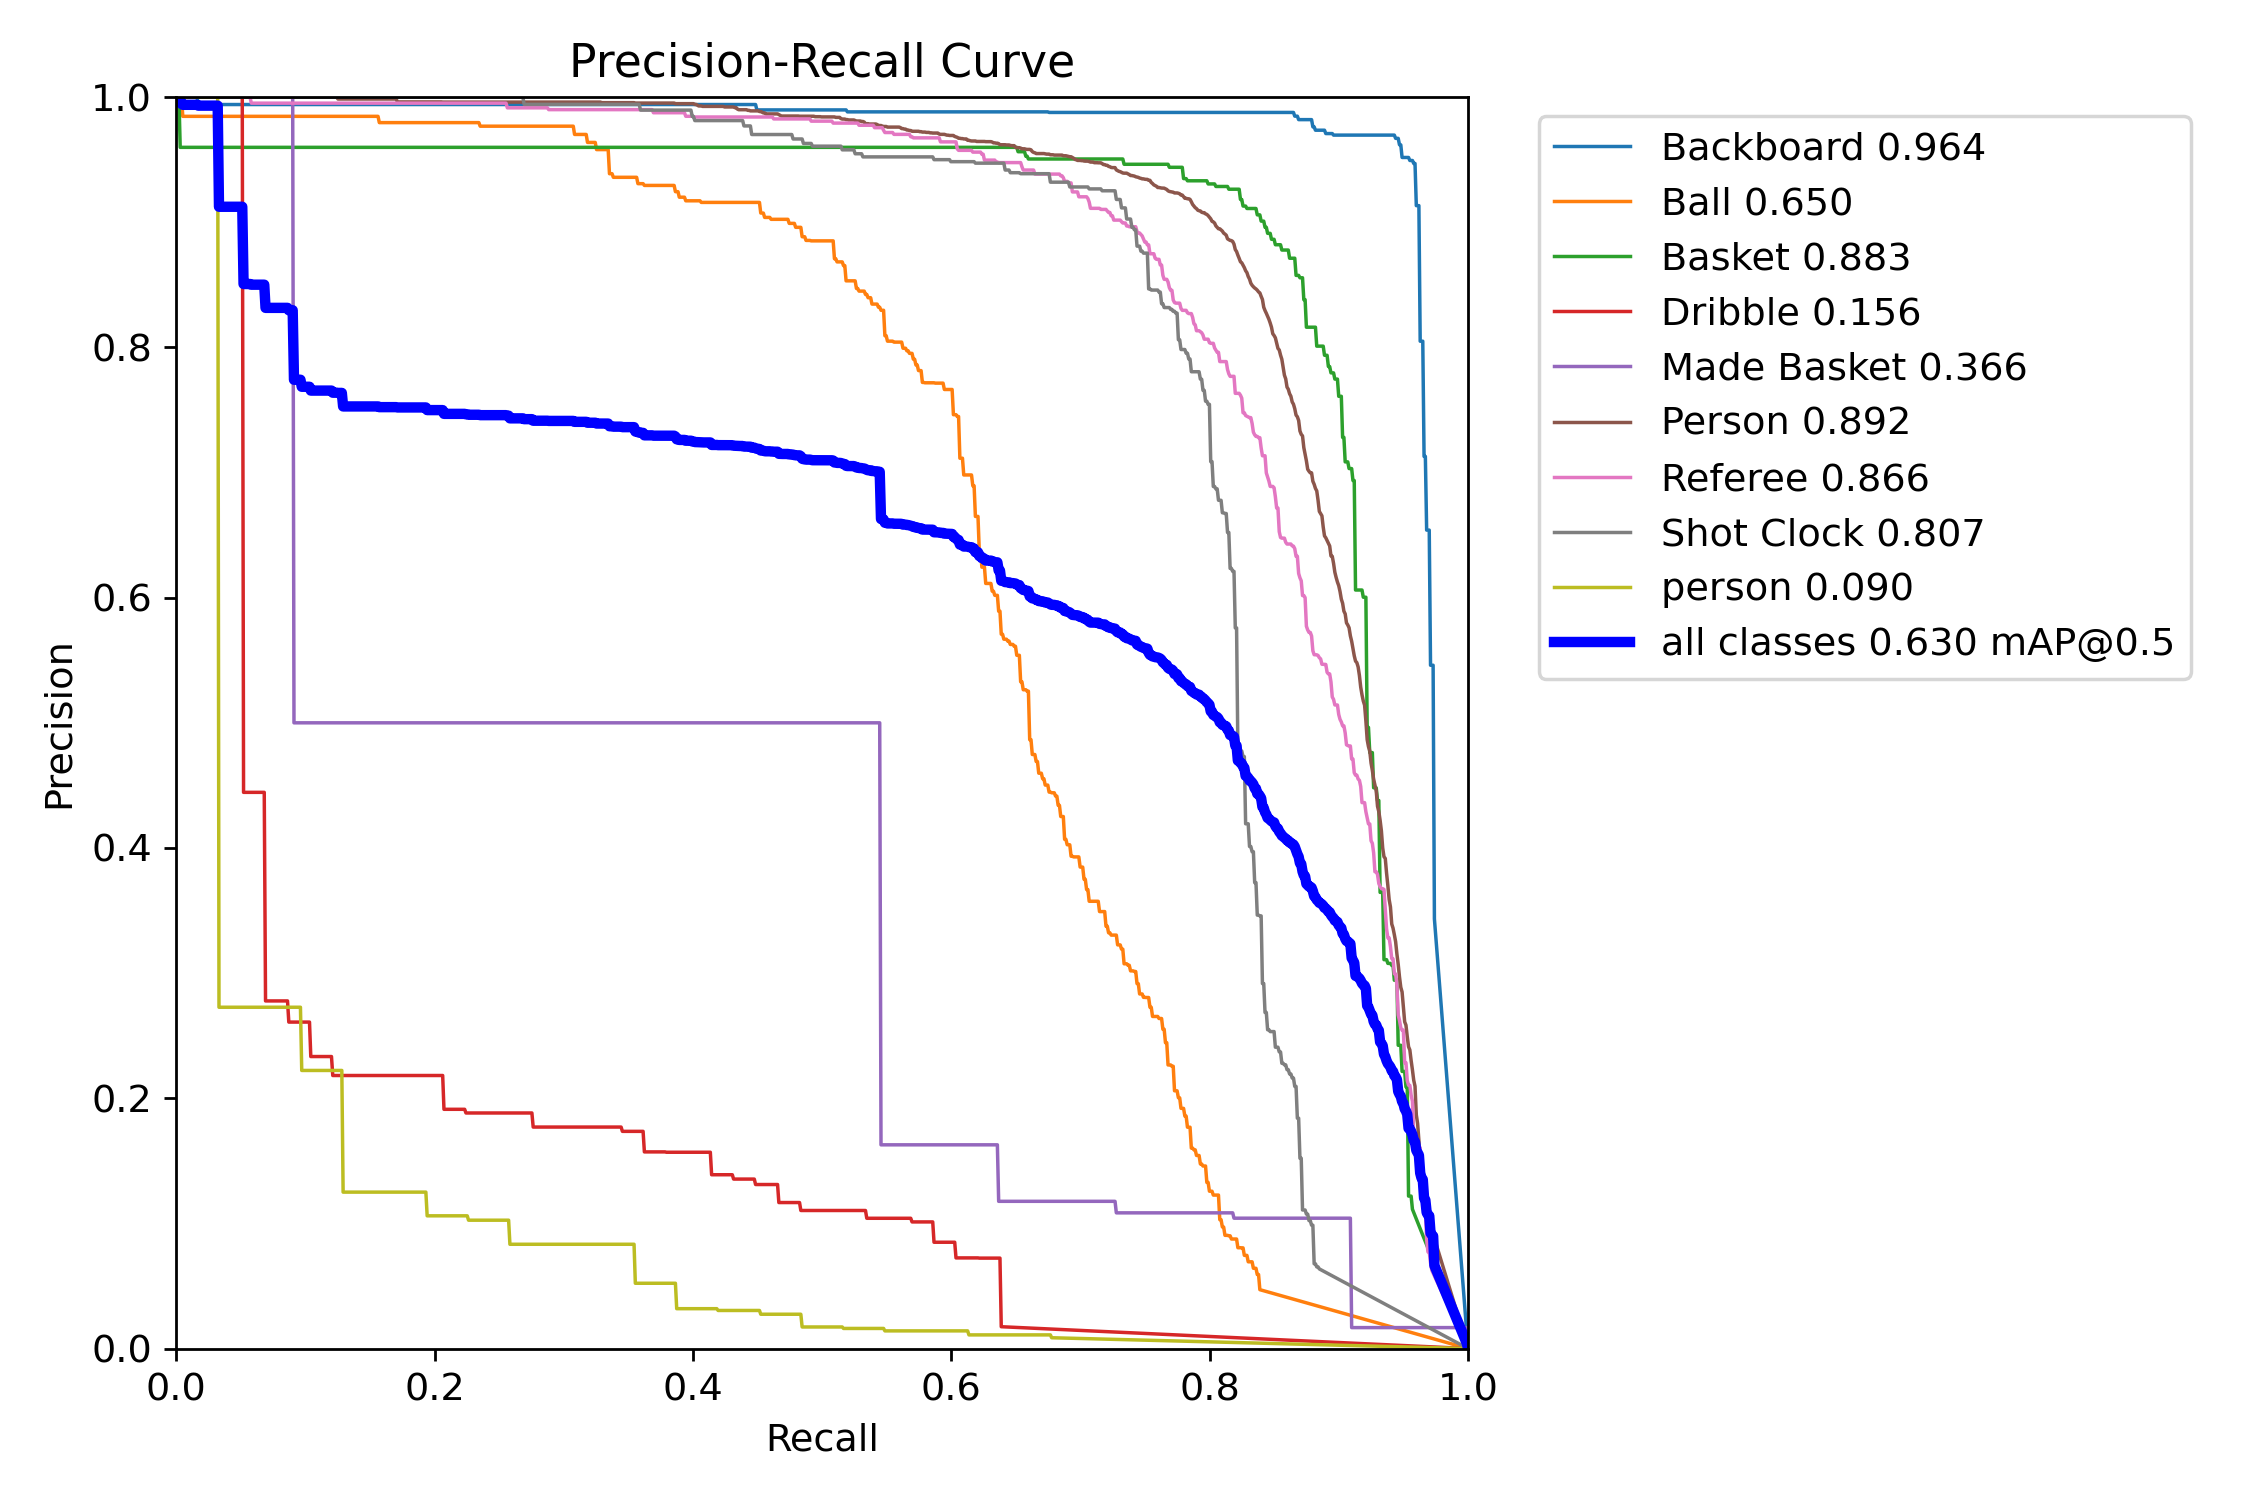 Precision-Recall Curve
1.0
0.8
0.6
0.4
0.2
0.0
Precision
0.0 0.2 0.4 0.6 0.8 1.0
Recall
Backboard 0.964
Ball 0.650
Basket 0.883
Dribble 0.156
Made Basket 0.366
Person 0.892
Referee 0.866
Shot Clock 0.807
person 0.090
all classes 0.630 mAP@0.5